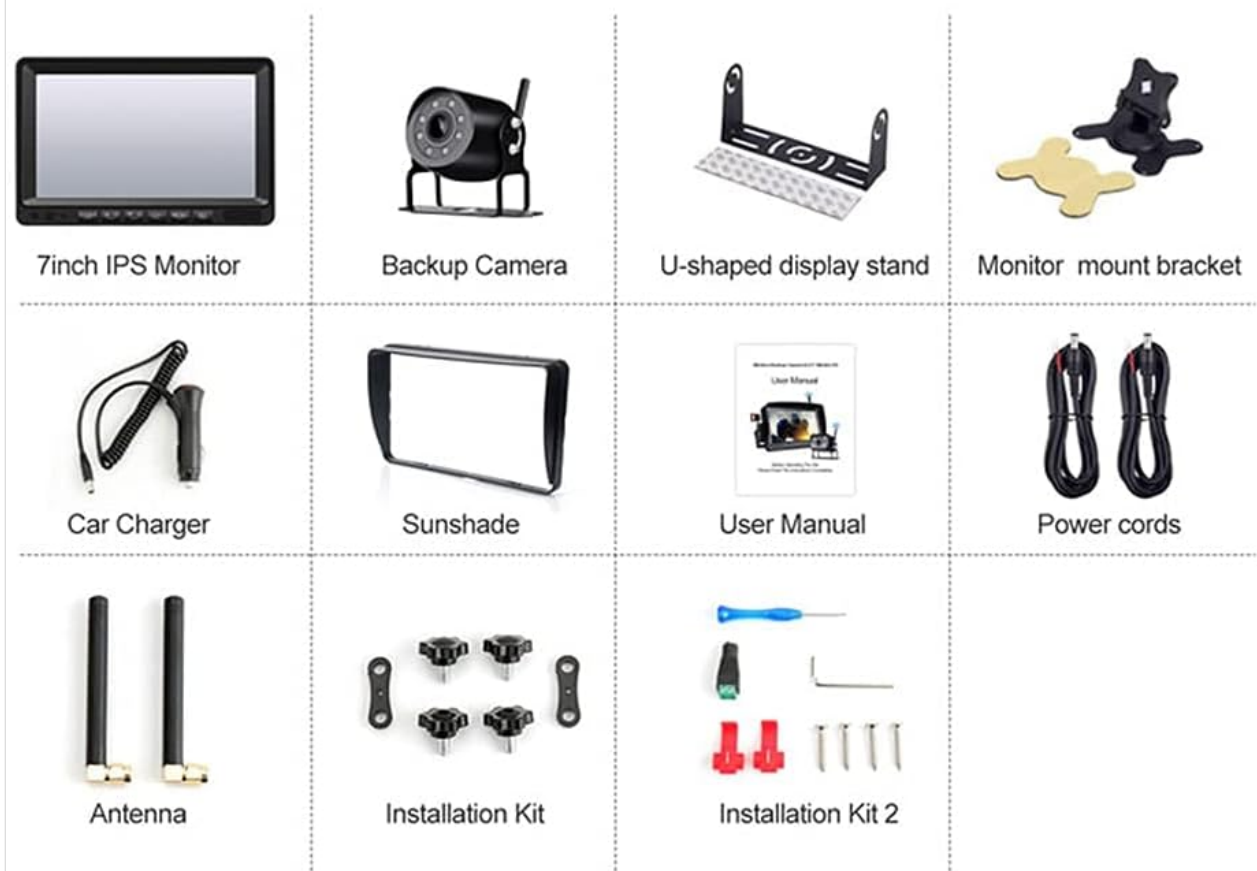 7inch IPS Monitor
Backup Camera
U-shaped display stand
Monitor mount bracket
User Manual
Car Charger
Sunshade
User Manual
Power cords
Antenna
Installation Kit
Installation Kit 2